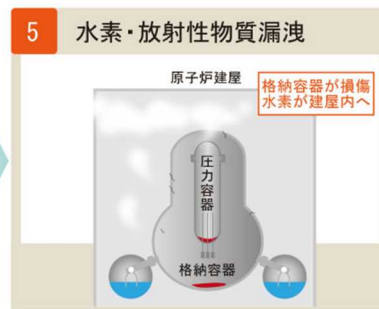 5 水素・放射性物質漏洩
原子炉建屋
格納容器が損傷
水素が建屋内へ
圧力容器
格納容器